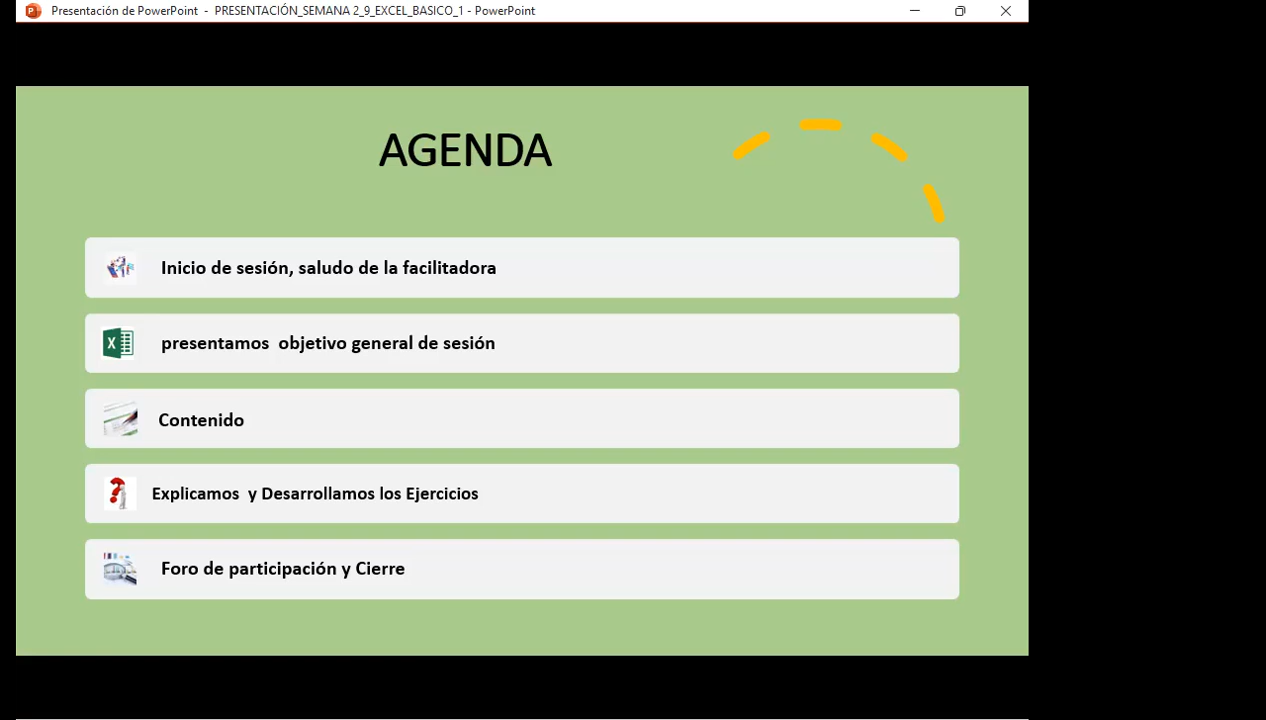 Presentación de PowerPoint - PRESENTACIÓN_SEMANA 2_9_EXCEL_BASICO_1 - PowerPoint
AGENDA
Inicio de sesión, saludo de la facilitadora
presentamos  objetivo general de sesión
Contenido
Explicamos  y Desarrollamos los Ejercicios
Foro de participación y Cierre